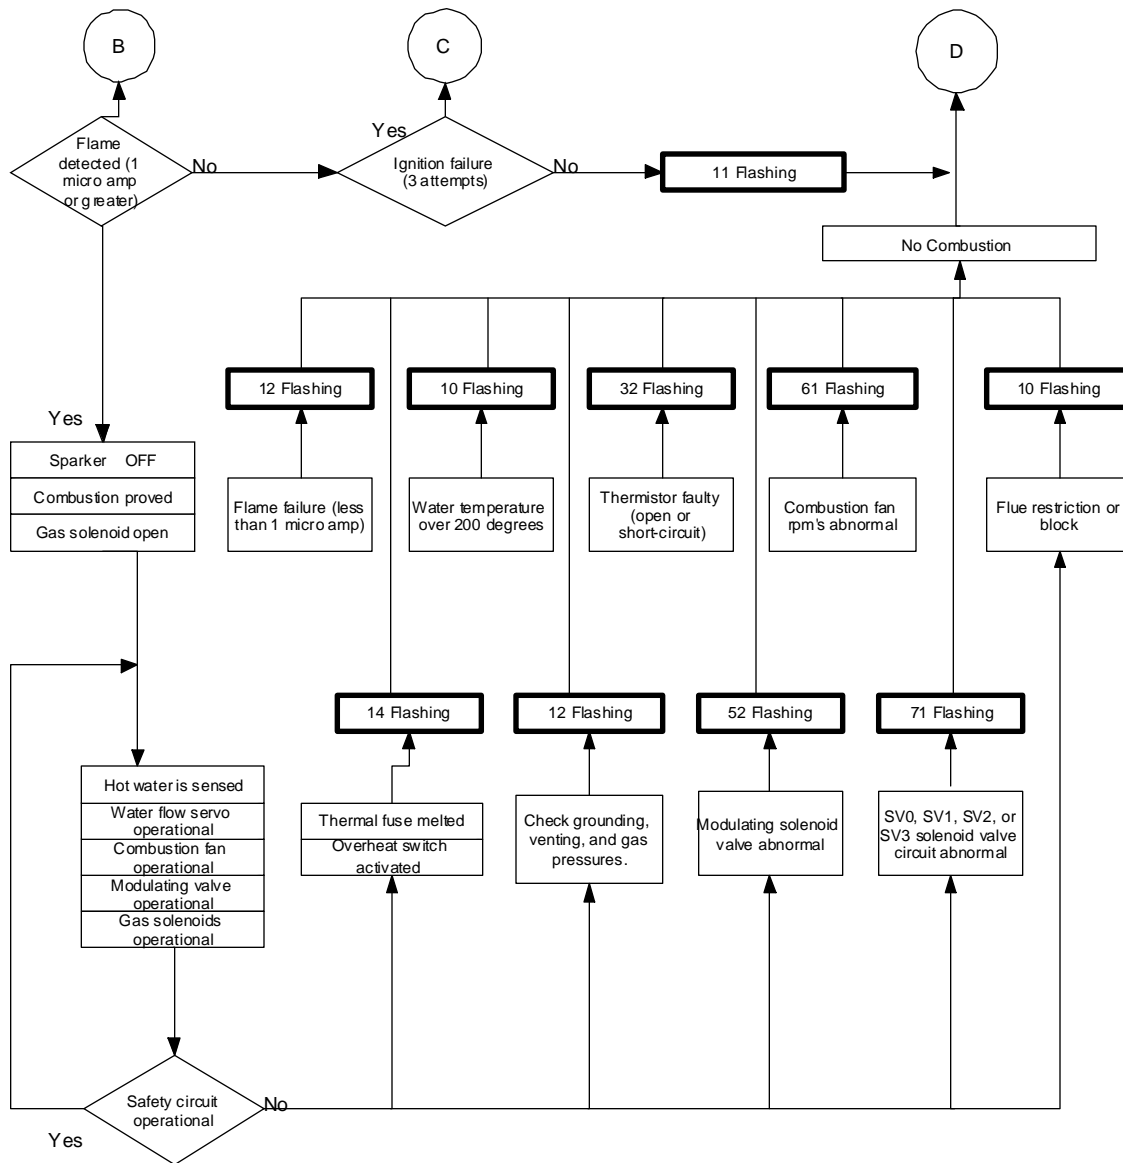 B
C
D
Flame
detected (1
micro amp
or greater)
No
Yes
Ignition failure
(3 attempts)
No
11 Flashing
No Combustion
12 Flashing
10 Flashing
32 Flashing
61 Flashing
10 Flashing
Yes
Sparker OFF
Combustion proved
Gas solenoid open
Flame failure (less
than 1 micro amp)
Water temperature
over 200 degrees
Thermistor faulty
(open or
short-circuit)
Combustion fan
rpm's abnormal
Flue restriction or
block
14 Flashing
12 Flashing
52 Flashing
71 Flashing
Hot water is sensed
Water flow servo
operational
Combustion fan
operational
Modulating valve
operational
Gas solenoids
operational
Thermal fuse melted
Overheat switch
activated
Check grounding,
venting, and gas
pressures.
Modulating solenoid
valve abnormal
SV0, SV1, SV2, or
SV3 solenoid valve
circuit abnormal
Safety circuit
operational
No
Yes